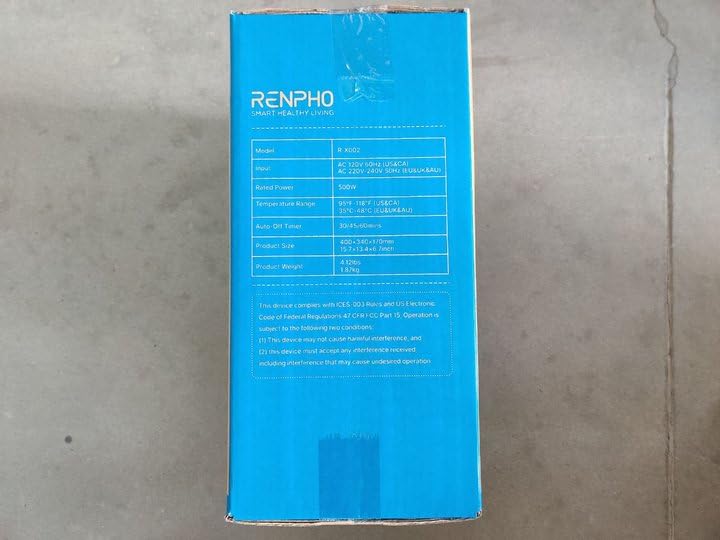 RENPHO
SMART HEALTHY LIVING
Model R-X002
Input AC 120V 60Hz (US&CA)
AC 220V-240V 50Hz (EU&UK&AU)
Rated Power 500W
Temperature Range 95°F-118°F (US&CA)
35°C-48°C (EU&UK&AU)
Auto-Off Timer 30/45/60mins
Product Size 400×340×170mm
15.7×13.4×6.7inch
Product Weight 4.12lbs
1.87kg
This device complies with ICES-003 Rules and US Electronic
Code of Federal Regulations 47 CFR FCC Part 15. Operation is
subject to the following two conditions:
(1) This device may not cause harmful interference, and
(2) this device must accept any interference received
including interference that may cause undesired operation